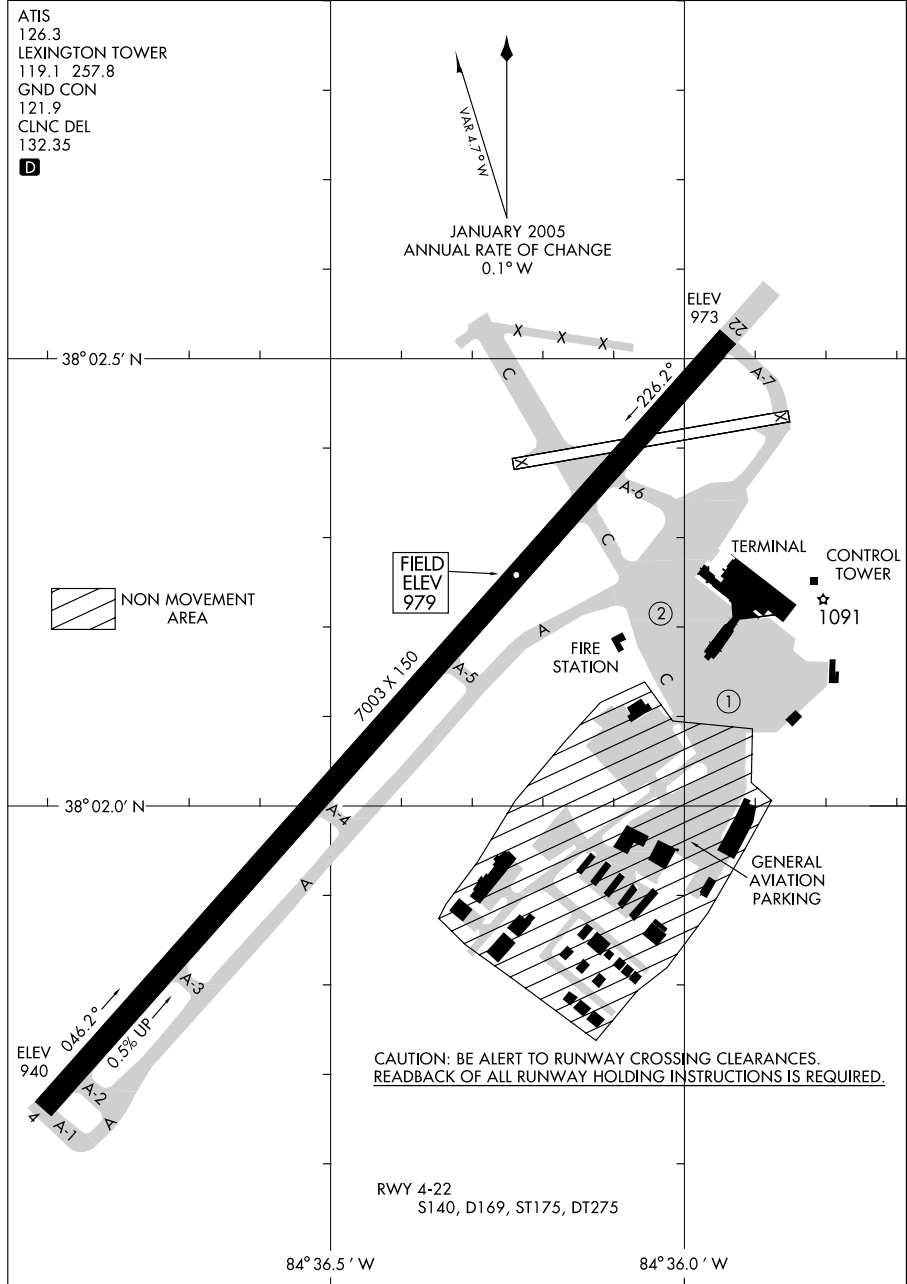 ATIS
126.3
LEXINGTON TOWER
119.1 257.8
GND CON
121.9
CLNC DEL
132.35
D
VAR 4.7° W
JANUARY 2005
ANNUAL RATE OF CHANGE
0.1° W
ELEV
973
22
38° 02.5' N
X X X
C
226.2°
A-7
X
X
A-6
C
TERMINAL
CONTROL
TOWER
1091
FIELD
ELEV
979
NON MOVEMENT
AREA
2
A
FIRE
STATION
7003 X 150
A-5
C
1
38° 02.0' N
A-4
A
GENERAL
AVIATION
PARKING
A-3
046.2°
0.5% UP
ELEV
940
A-2
4
A-1
A
CAUTION: BE ALERT TO RUNWAY CROSSING CLEARANCES.
READBACK OF ALL RUNWAY HOLDING INSTRUCTIONS IS REQUIRED.
RWY 4-22
S140, D169, ST175, DT275
84° 36.5 ' W
84° 36.0 ' W